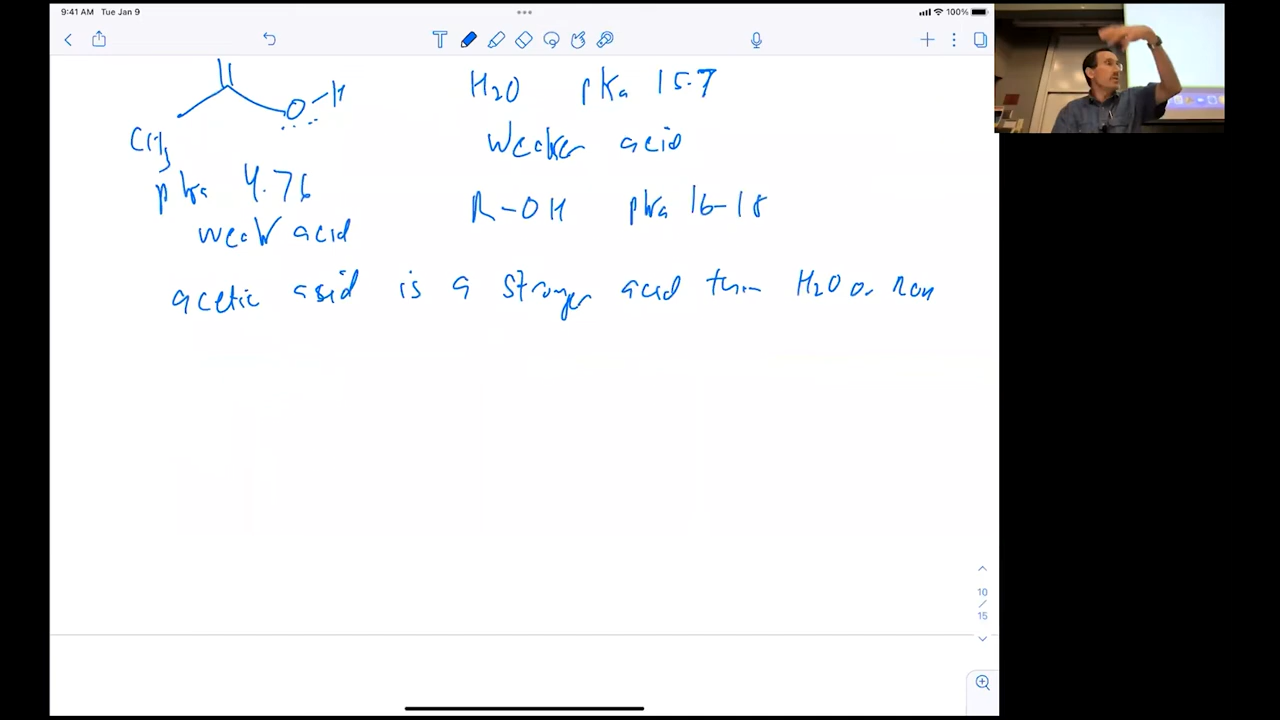 9:41 AM Tue Jan 9
100%
T
O-H
CH3
pka 4.76
weak acid
H2O pKa 15.7
Weaker acid
R-OH pka 16-18
acetic acid is a stronger acid than H2O or ROH
10
/
15